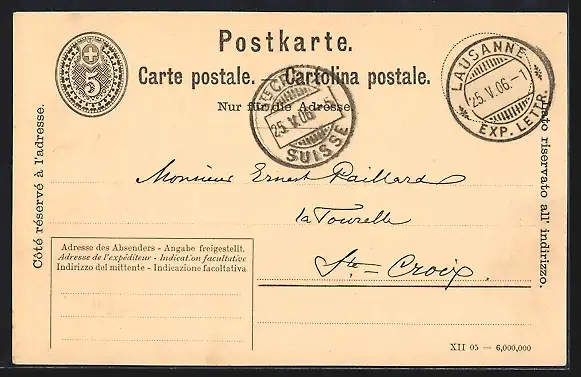 5
Postkarte.
Carte postale. — Cartolina postale.
Nur für die Adresse.
LAUSANNE
25.V.06.-1
EXP. LETTR.
STE CR
25.V.06
SUISSE
Côté réservé à l'adresse.
Lato riservato all' indirizzo.
Monsieur Ernest Paillard
la Tourelle
Ste-Croix
Adresse des Absenders - Angabe freigestellt.
Adresse de l'expéditeur - Indication facultative
Indirizzo del mittente - Indicazione facoltativa
XII 05 — 6,000,000